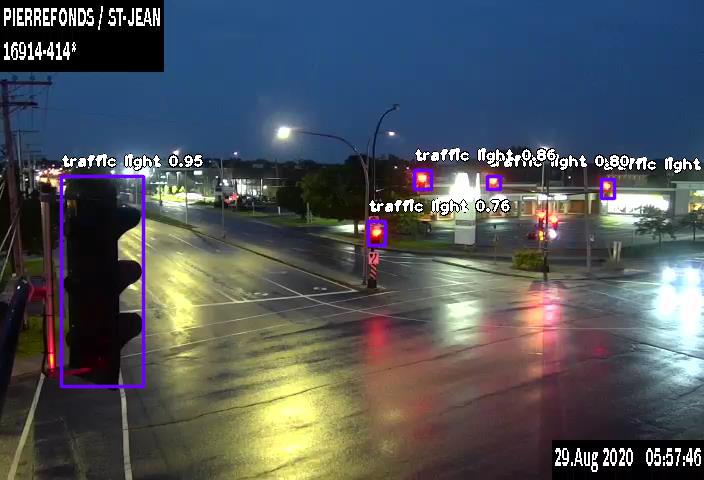 PIERREFONDS / ST-JEAN
16914-414*
traffic light 0.95
traffic light 0.86
traffic light 0.80
traffic light
traffic light 0.76
29.Aug 2020 05:57:46